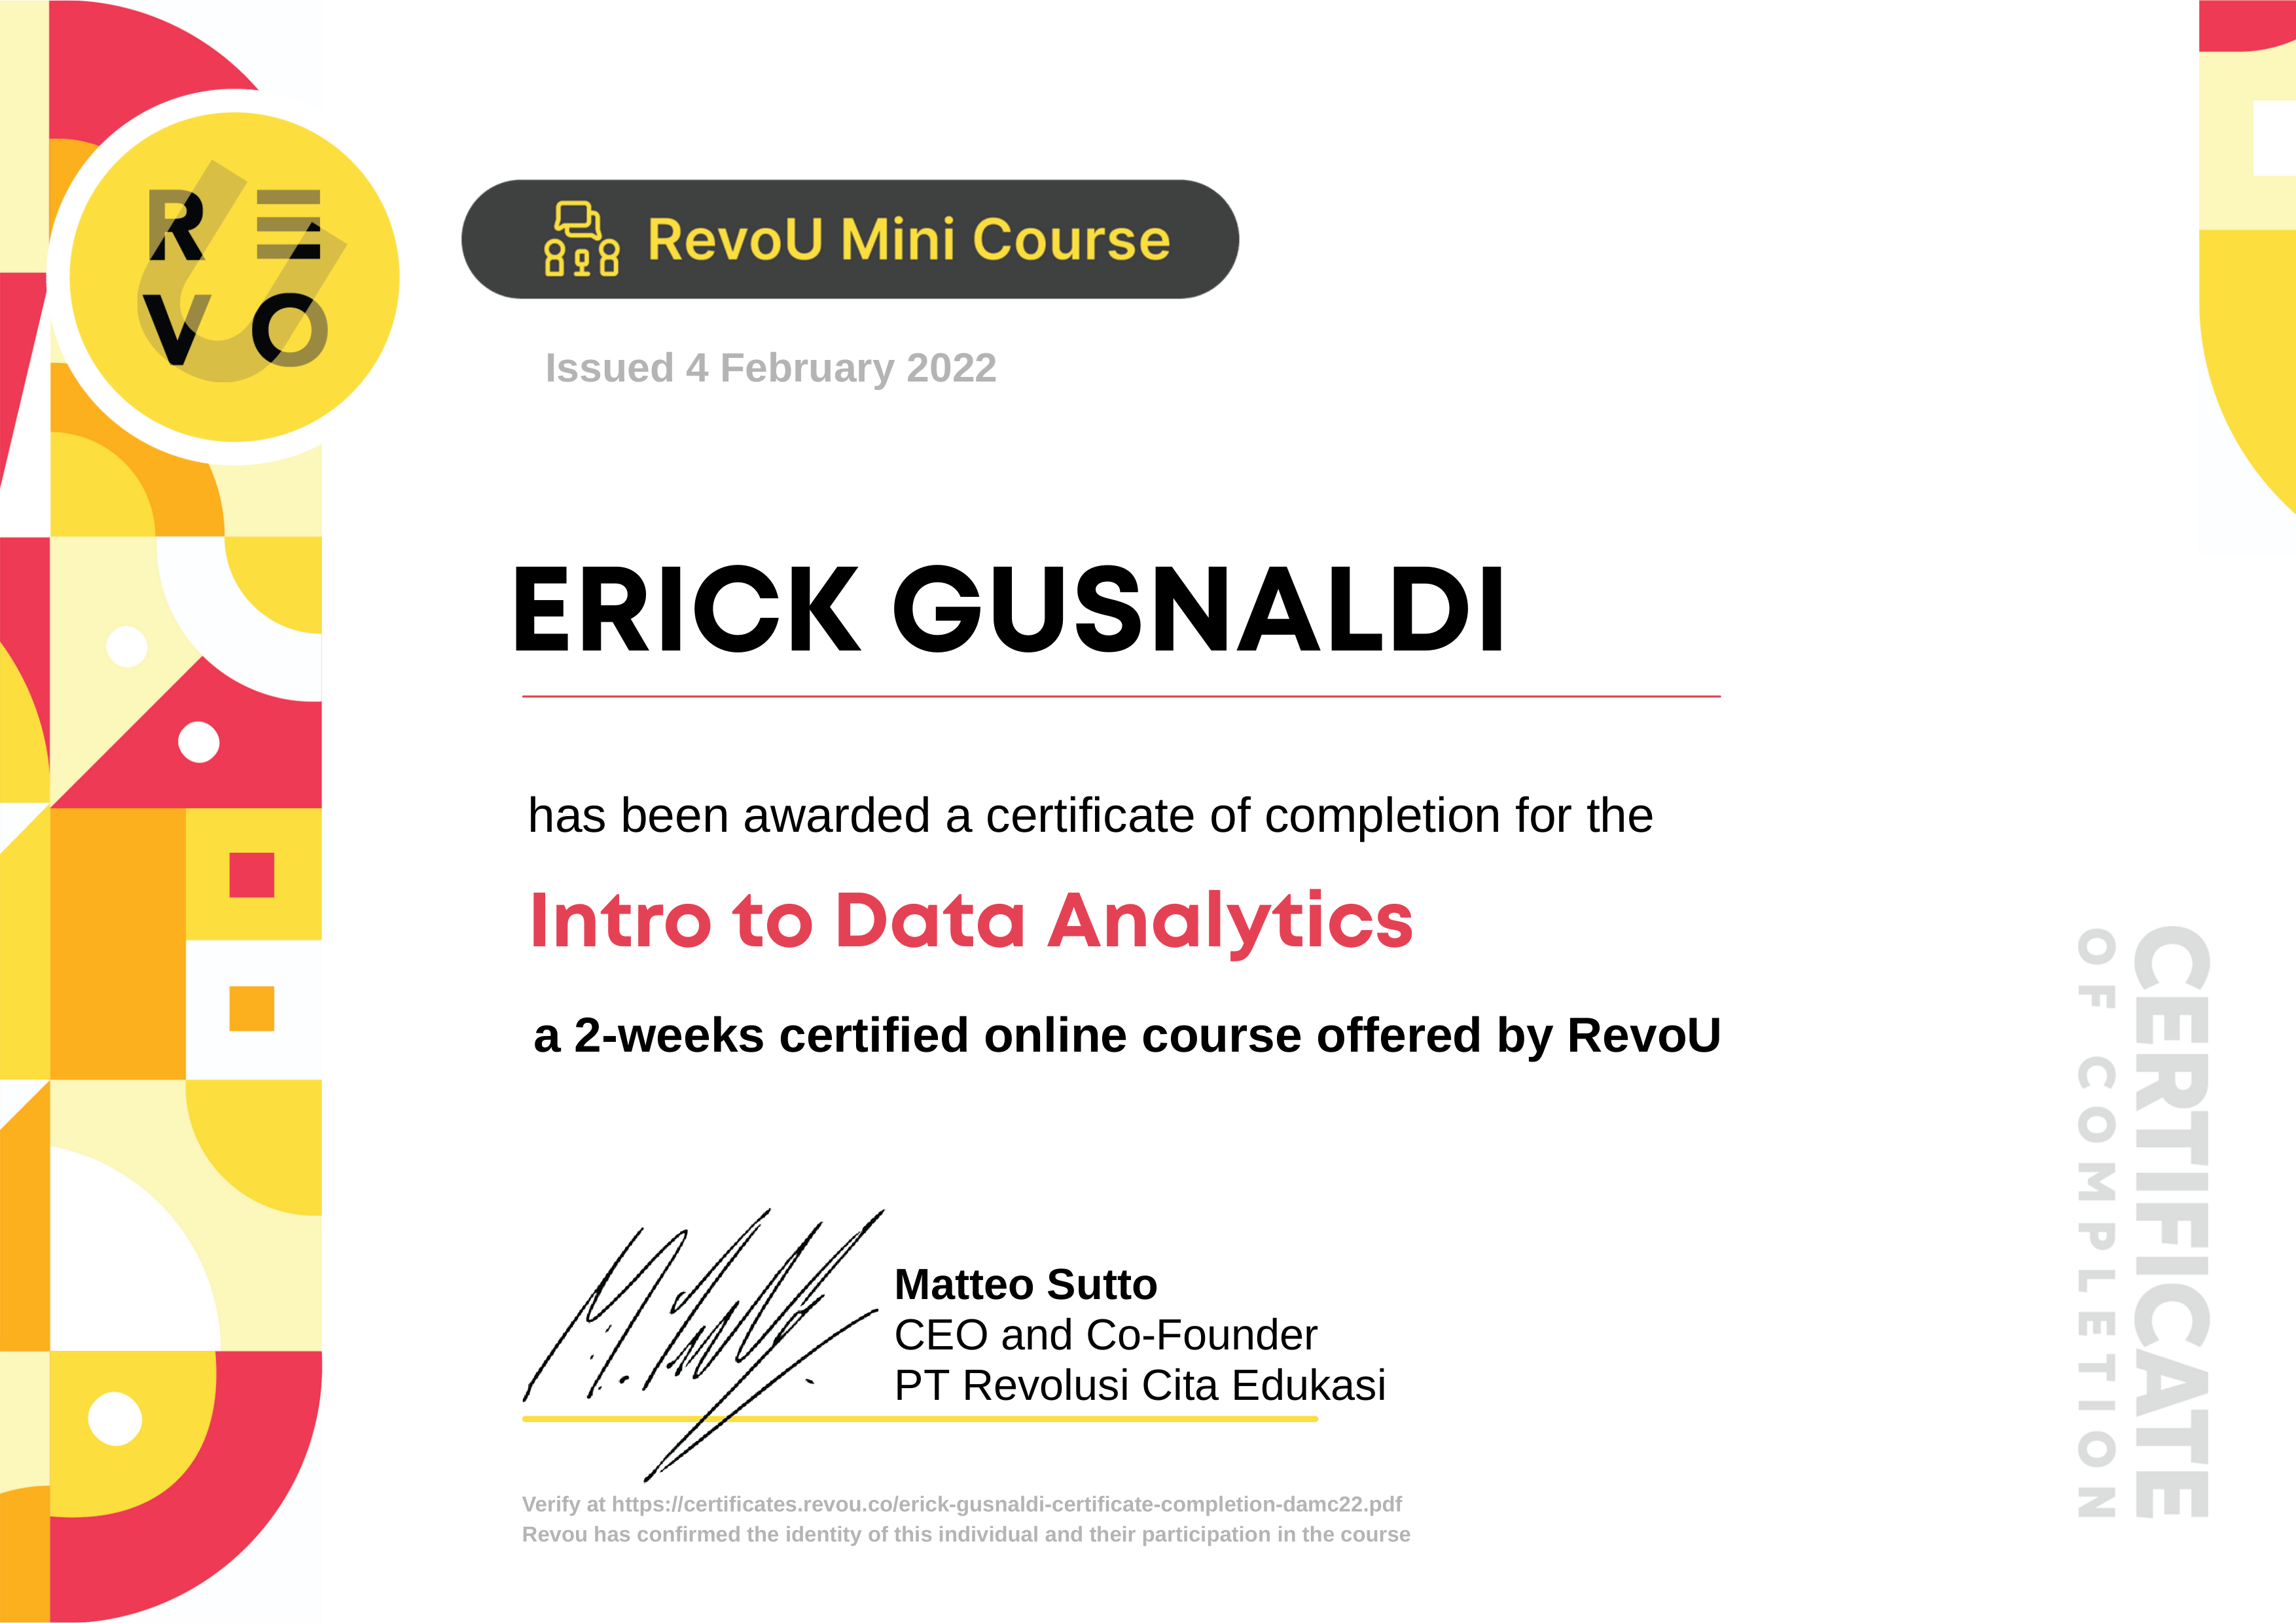 RE
VO
U
RevoU Mini Course
Issued 4 February 2022
ERICK GUSNALDI
has been awarded a certificate of completion for the
Intro to Data Analytics
a 2-weeks certified online course offered by RevoU
Matteo Sutto
CEO and Co-Founder
PT Revolusi Cita Edukasi
Verify at https://certificates.revou.co/erick-gusnaldi-certificate-completion-damc22.pdf
Revou has confirmed the identity of this individual and their participation in the course
CERTIFICATE
OF COMPLETION